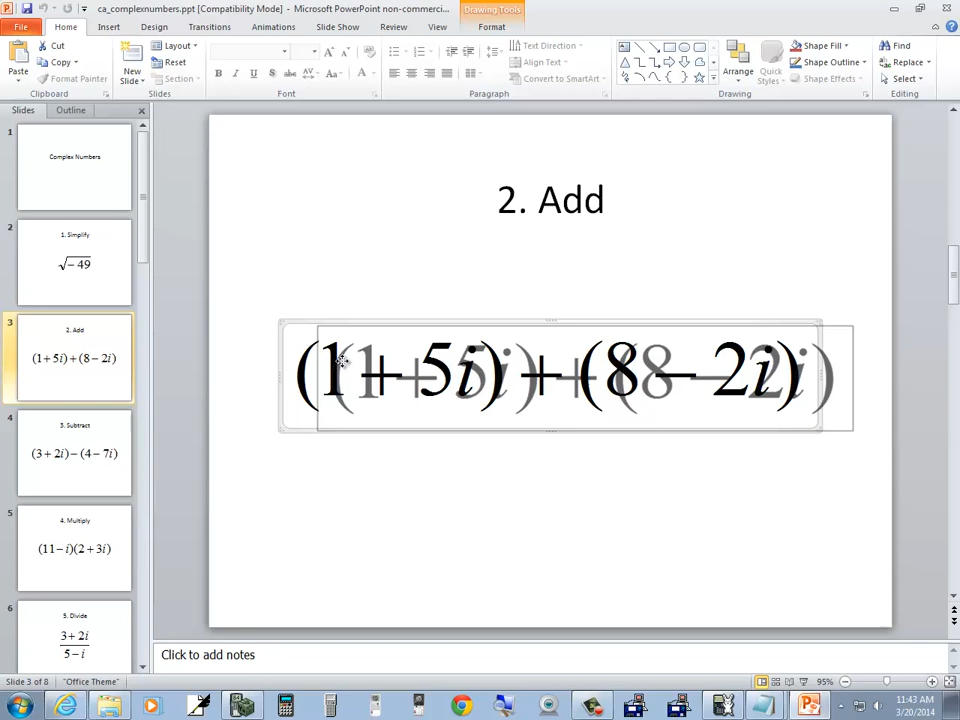 ca_complexnumbers.ppt [Compatibility Mode] - Microsoft PowerPoint non-commerci...
Drawing Tools
File Home Insert Design Transitions Animations Slide Show Review View Format
Paste
Cut
Copy
Format Painter
Clipboard
New Slide
Layout
Reset
Section
Slides
B I U S abc AV Aa A
Font
Text Direction
Align Text
Convert to SmartArt
Paragraph
Arrange
Quick Styles
Shape Fill
Shape Outline
Shape Effects
Drawing
Find
Replace
Select
Editing
Slides Outline
1
Complex Numbers
2
1. Simplify
√−49
3
2. Add
(1+5i)+(8−2i)
4
3. Subtract
(3+2i)−(4−7i)
5
4. Multiply
(11−i)(2+3i)
6
5. Divide
3+2i
5−i
2. Add
(1+5i)+(8−2i)
Click to add notes
Slide 3 of 8 "Office Theme" 95%
11:43 AM
3/20/2014